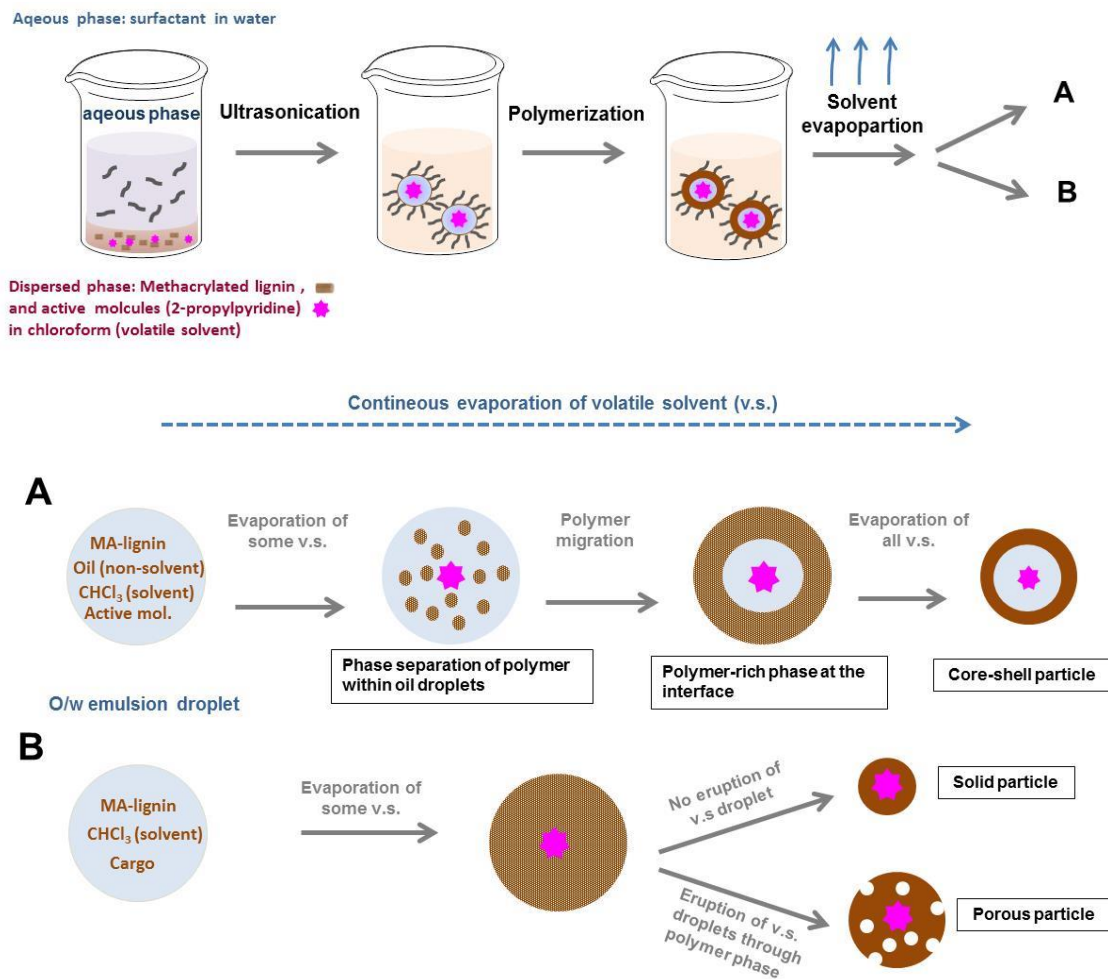 Aqeous phase: surfactant in water
aqeous phase
Ultrasonication
Polymerization
Solvent
evapopartion
A
B
Dispersed phase: Methacrylated lignin ,
and active molcules (2-propylpyridine)
in chloroform (volatile solvent)
Contineous evaporation of volatile solvent (v.s.)
A
MA-lignin
Oil (non-solvent)
CHCl₃ (solvent)
Active mol.
Evaporation of
some v.s.
Phase separation of polymer
within oil droplets
Polymer
migration
Polymer-rich phase at the
interface
Evaporation of
all v.s.
Core-shell particle
O/w emulsion droplet
B
MA-lignin
CHCl₃ (solvent)
Cargo
Evaporation of
some v.s.
No eruption of
v.s droplet
Solid particle
Eruption of v.s.
droplets through
polymer phase
Porous particle